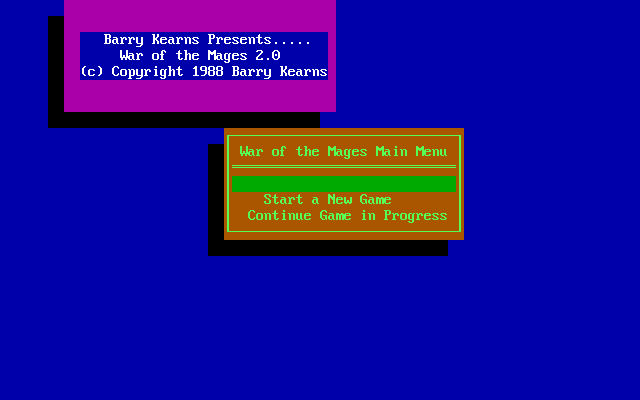 Barry Kearns Presents.....
War of the Mages 2.0
(c) Copyright 1988 Barry Kearns
War of the Mages Main Menu
Start a New Game
Continue Game in Progress